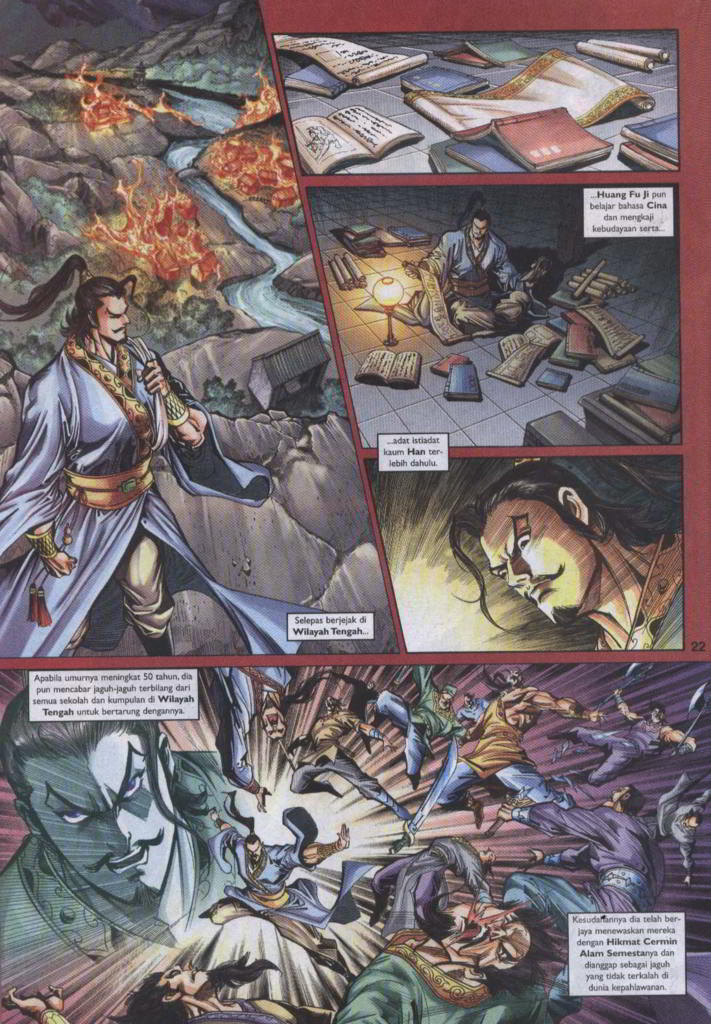 Selepas berjejak di
Wilayah Tengah...
...Huang Fu Ji pun
belajar bahasa Cina
dan mengkaji
kebudayaan serta...
...adat istiadat
kaum Han ter-
lebih dahulu.
22
Apabila umurnya meningkat 50 tahun, dia
pun mencabar jaguh-jaguh terbilang dari
semua sekolah dan kumpulan di Wilayah
Tengah untuk bertarung dengannya.
Kesudahannya dia telah ber-
jaya menewaskan mereka
dengan Hikmat Cermin
Alam Semestanya dan
dianggap sebagai jaguh
yang tidak terkalah di
dunia kepahlawanan.